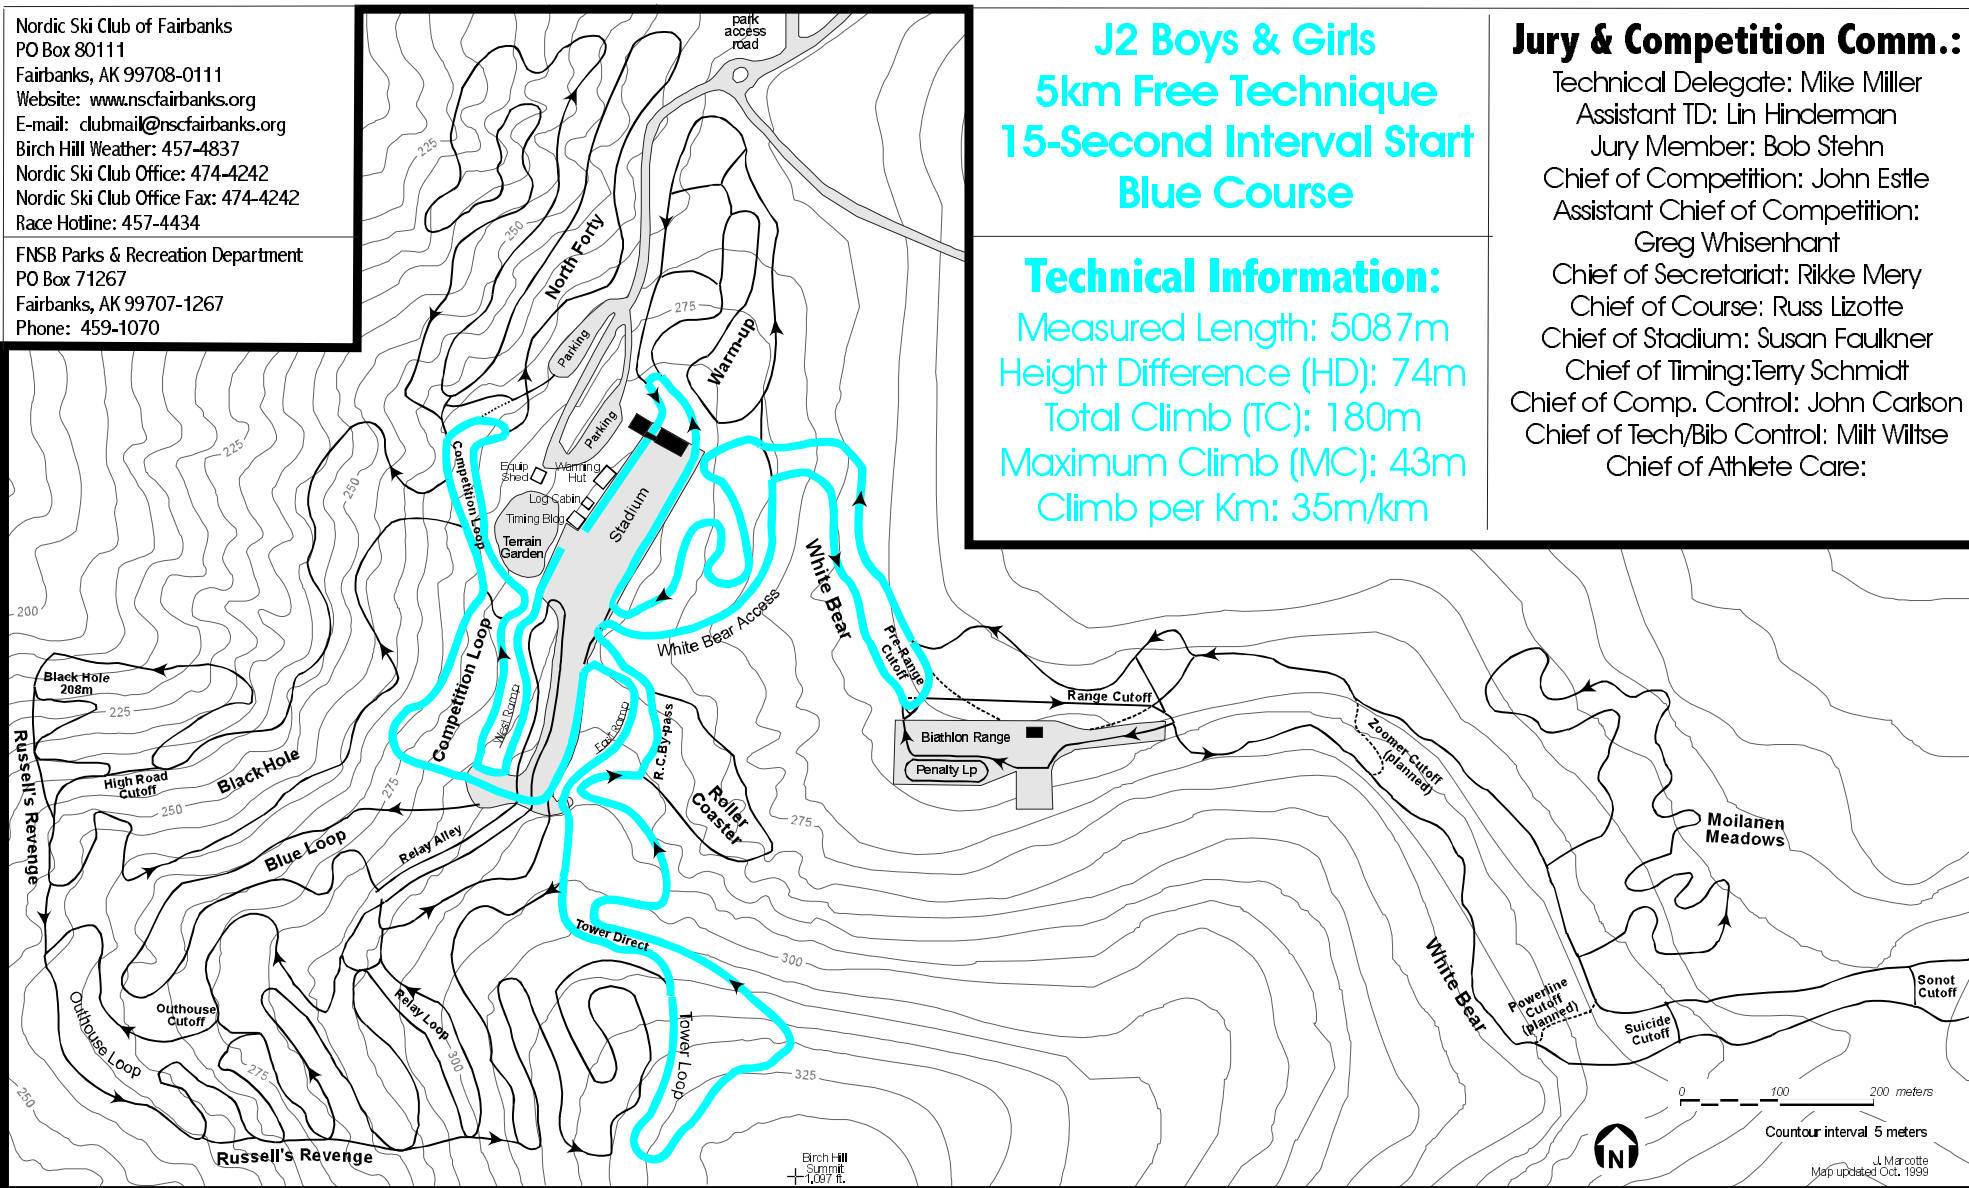 Nordic Ski Club of Fairbanks
PO Box 80111
Fairbanks, AK 99708-0111
Website: www.nscfairbanks.org
E-mail: clubmail@nscfairbanks.org
Birch Hill Weather: 457-4837
Nordic Ski Club Office: 474-4242
Nordic Ski Club Office Fax: 474-4242
Race Hotline: 457-4434
FNSB Parks & Recreation Department
PO Box 71267
Fairbanks, AK 99707-1267
Phone: 459-1070
J2 Boys & Girls
5km Free Technique
15-Second Interval Start
Blue Course
Technical Information:
Measured Length: 5087m
Height Difference (HD): 74m
Total Climb (TC): 180m
Maximum Climb (MC): 43m
Climb per Km: 35m/km
Jury & Competition Comm.:
Technical Delegate: Mike Miller
Assistant TD: Lin Hinderman
Jury Member: Bob Stehn
Chief of Competition: John Estle
Assistant Chief of Competition:
Greg Whisenhant
Chief of Secretariat: Rikke Mery
Chief of Course: Russ Lizotte
Chief of Stadium: Susan Faulkner
Chief of Timing:Terry Schmidt
Chief of Comp. Control: John Carlson
Chief of Tech/Bib Control: Milt Wiltse
Chief of Athlete Care:
park
access
road
225
250
North Forty
275
Parking
Warm-up
Parking
225
250
Competition Loop
Equip
Shed
Warming
Hut
Log Cabin
Timing Bldg
Stadium
Terrain
Garden
200
White Bear
White Bear Access
Pre-Range
Cutoff
Competition Loop
Black Hole
208m
225
West Ramp
East Ramp
R.C.By-pass
Range Cutoff
Biathlon Range
Penalty Lp
Zoomer Cutoff
(planned)
Russell's Revenge
High Road
Cutoff
Black Hole
250
275
Roller
Coaster
275
Moilanen
Meadows
Blue Loop
Relay Alley
Tower Direct
300
White Bear
Powerline
Cutoff
(planned)
Suicide
Cutoff
Sonot
Cutoff
Outhouse Loop
Outhouse
Cutoff
Relay Loop
300
275
250
Tower Loop
325
Russell's Revenge
Birch Hill
Summit
1,097 ft.
0 100 200 meters
N
Countour interval 5 meters
J. Marcotte
Map updated Oct. 1999